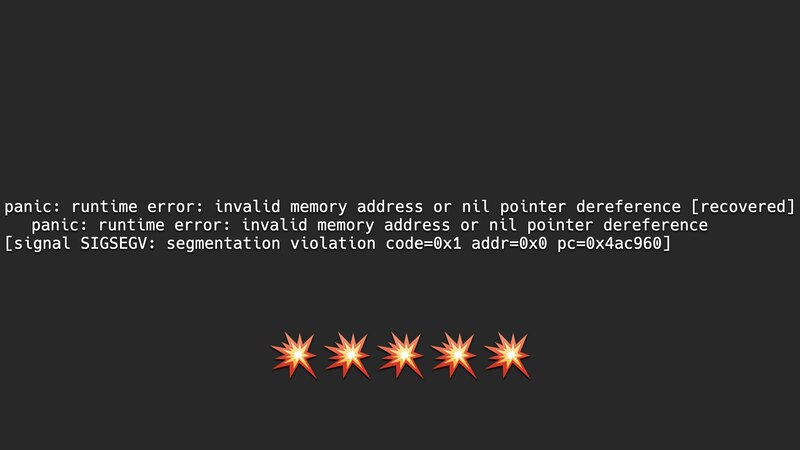 panic: runtime error: invalid memory address or nil pointer dereference [recovered]
panic: runtime error: invalid memory address or nil pointer dereference
[signal SIGSEGV: segmentation violation code=0x1 addr=0x0 pc=0x4ac960]